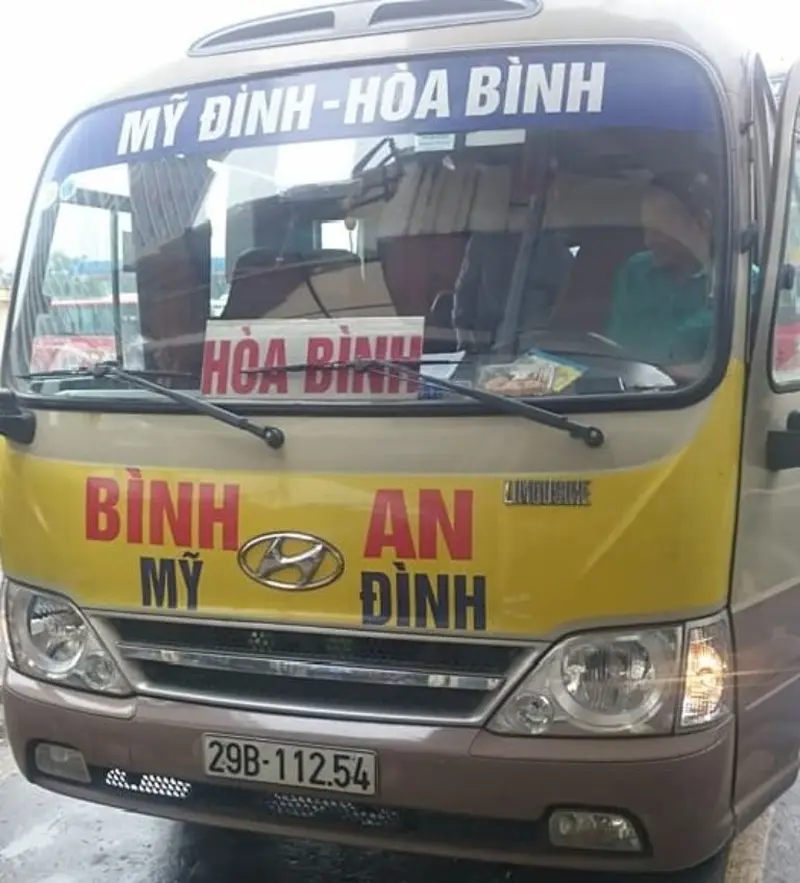 MỸ ĐÌNH - HÒA BÌNH
HÒA BÌNH
BÌNH AN
LIMOUSINE
MỸ ĐÌNH
29B-112.54